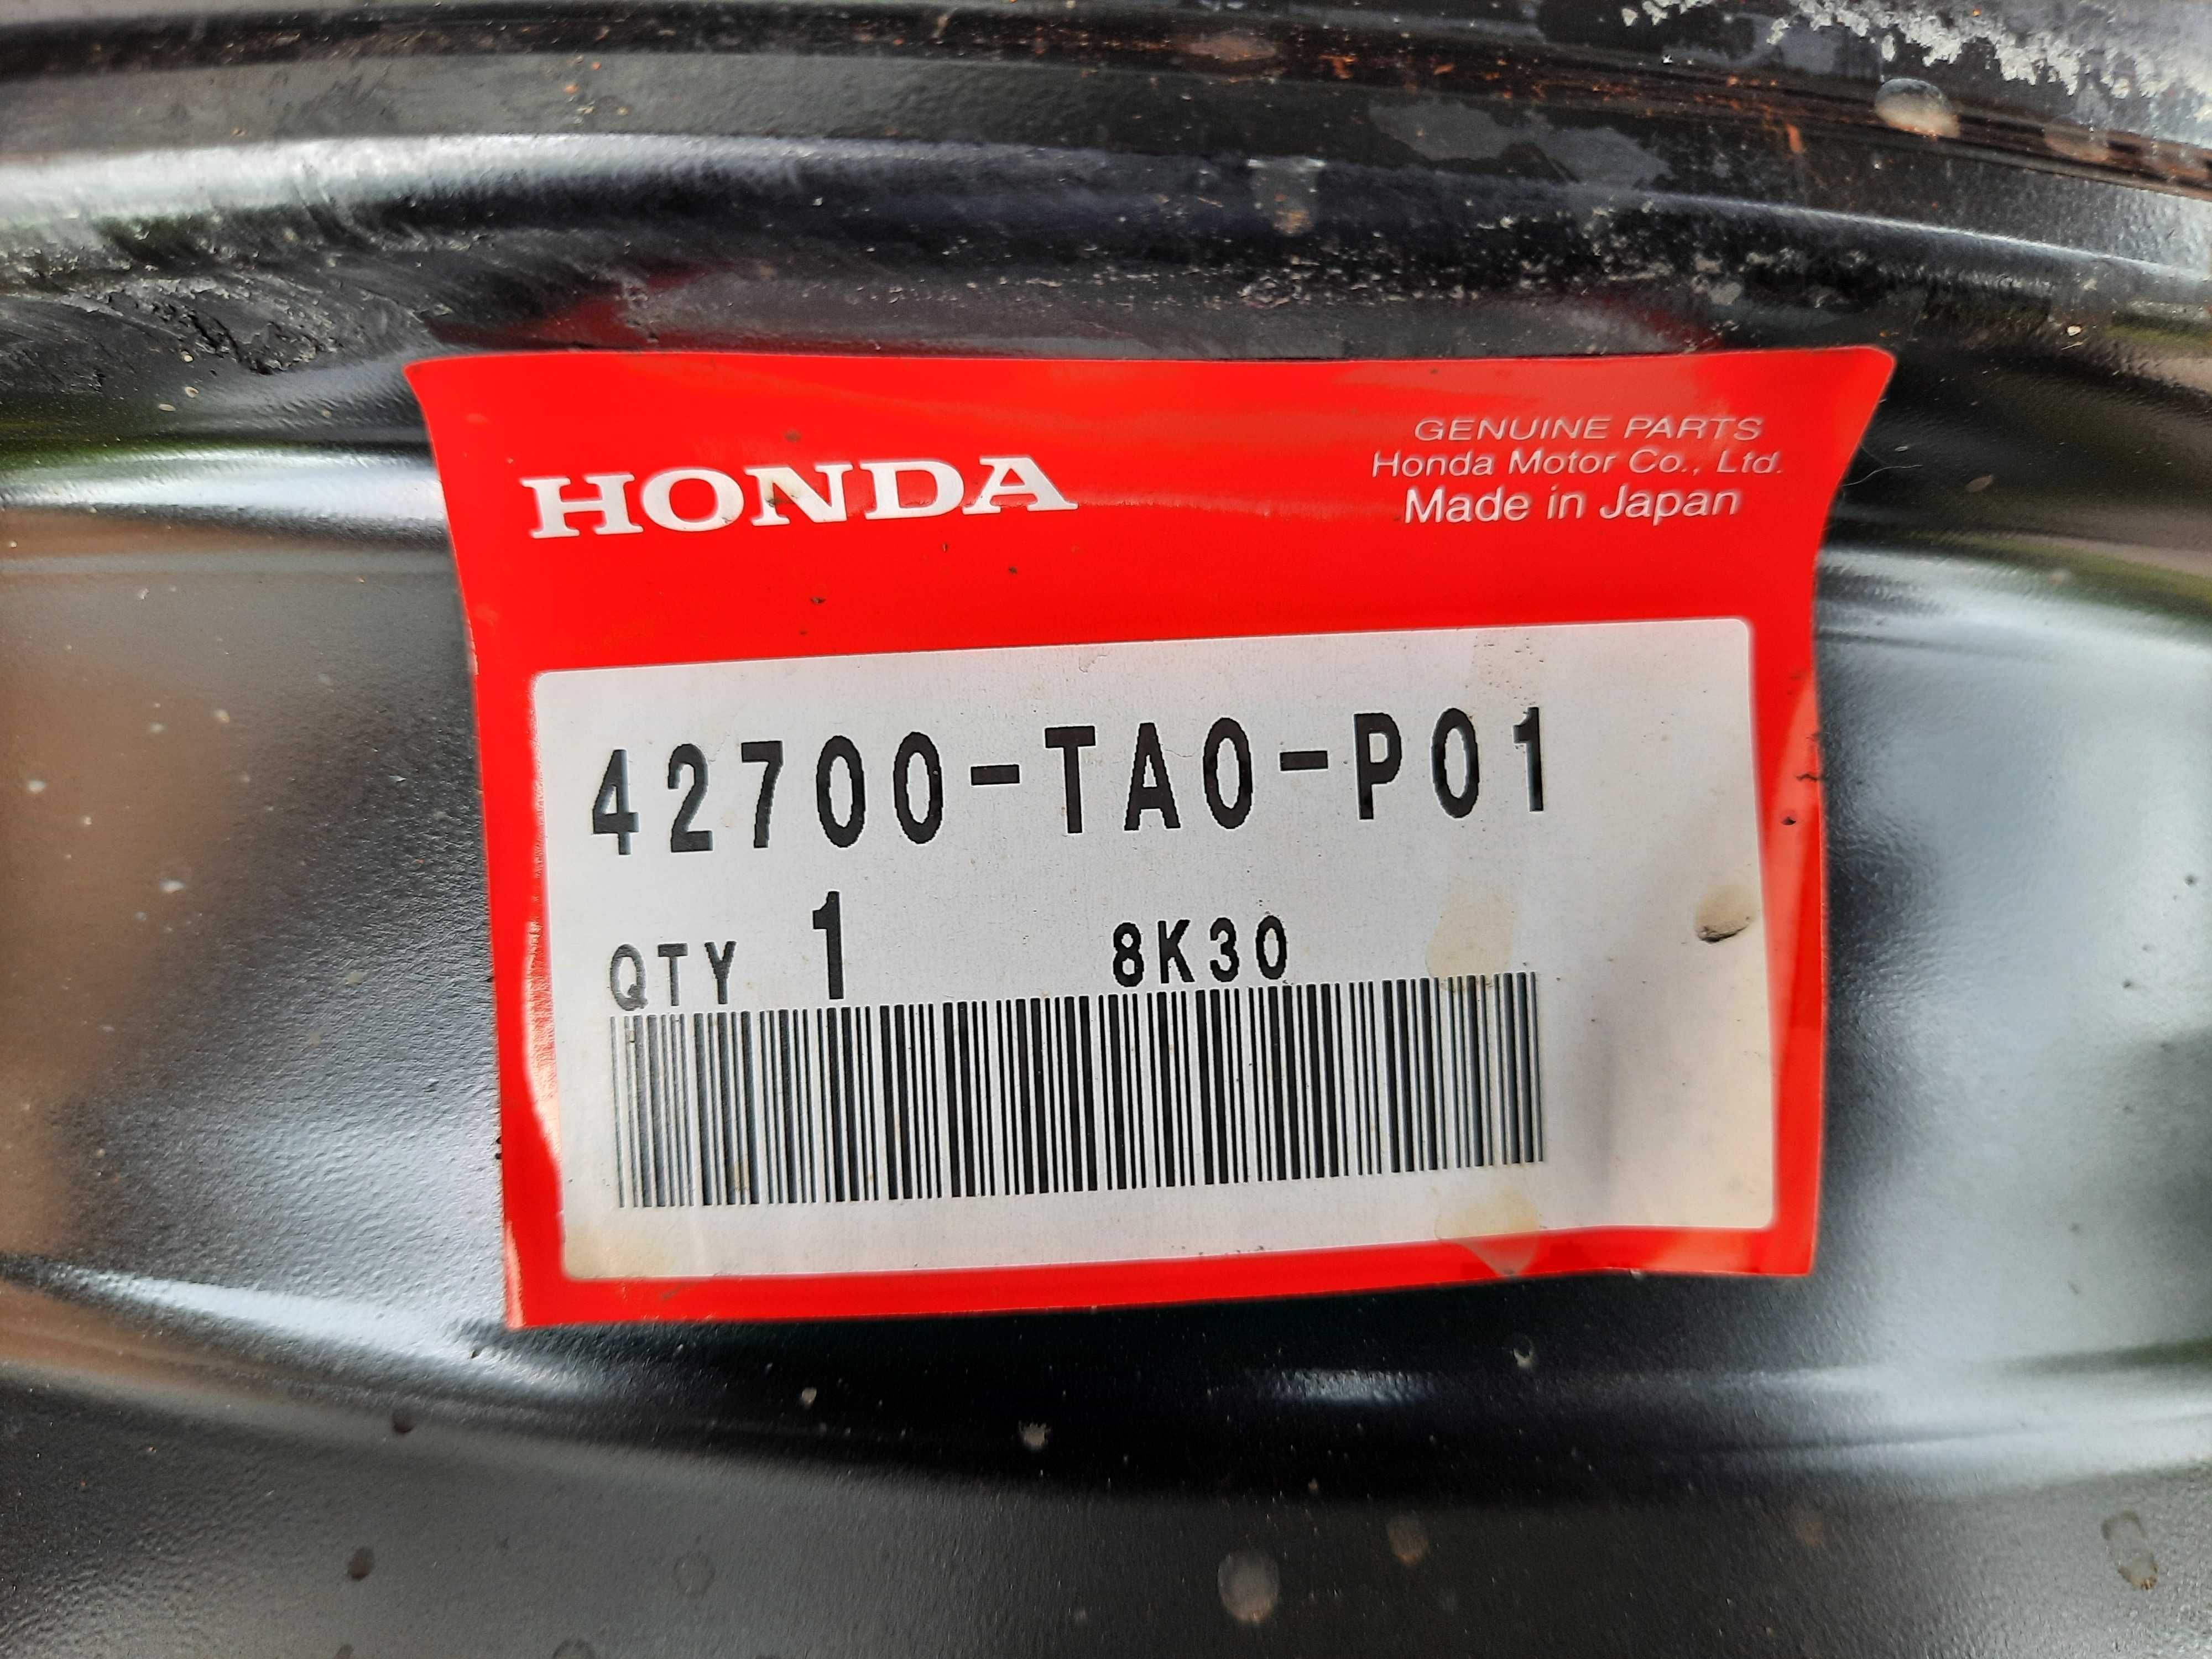 HONDA
GENUINE PARTS
Honda Motor Co., Ltd.
Made in Japan
42700-TA0-P01
QTY 1 8K30